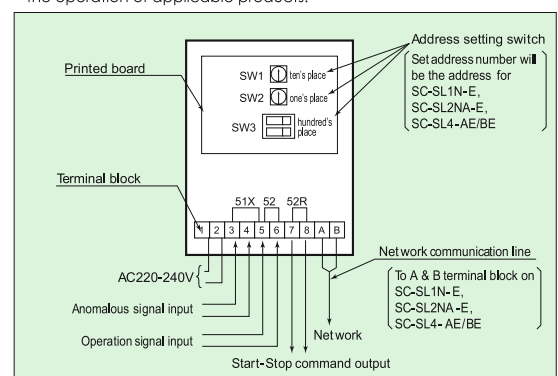 the operation of applicable products.
Address setting switch
Set address number will
be the address for
SC-SL1N-E,
SC-SL2NA-E,
SC-SL4-AE/BE
Printed board
SW1 ten's place
SW2 one's place
SW3 hundred's
place
Terminal block
51X 52 52R
1 2 3 4 5 6 7 8 A B
AC220-240V
Anomalous signal input
Operation signal input
Start-Stop command output
Network
Network communication line
To A & B terminal block on
SC-SL1N-E,
SC-SL2NA-E,
SC-SL4-AE/BE